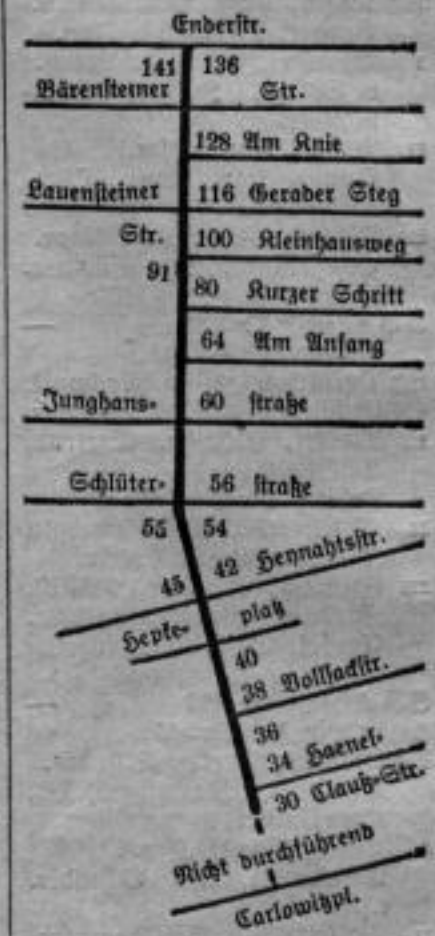 Enderstr.
141 136
Bärensteiner Str.
128 Am Knie
Lauensteiner 116 Gerader Steg
Str. 100 Kleinhausweg
91
80 Kurzer Schritt
64 Am Anfang
Junghans- 60 straße
Schlüter- 56 straße
55 54
45 42 Heynahtsstr.
Hepke- platz
40
38 Vollsackstr.
36
34 Haenel-
30 Clauß-Str.
Nicht durchführend
Carlowitzpl.